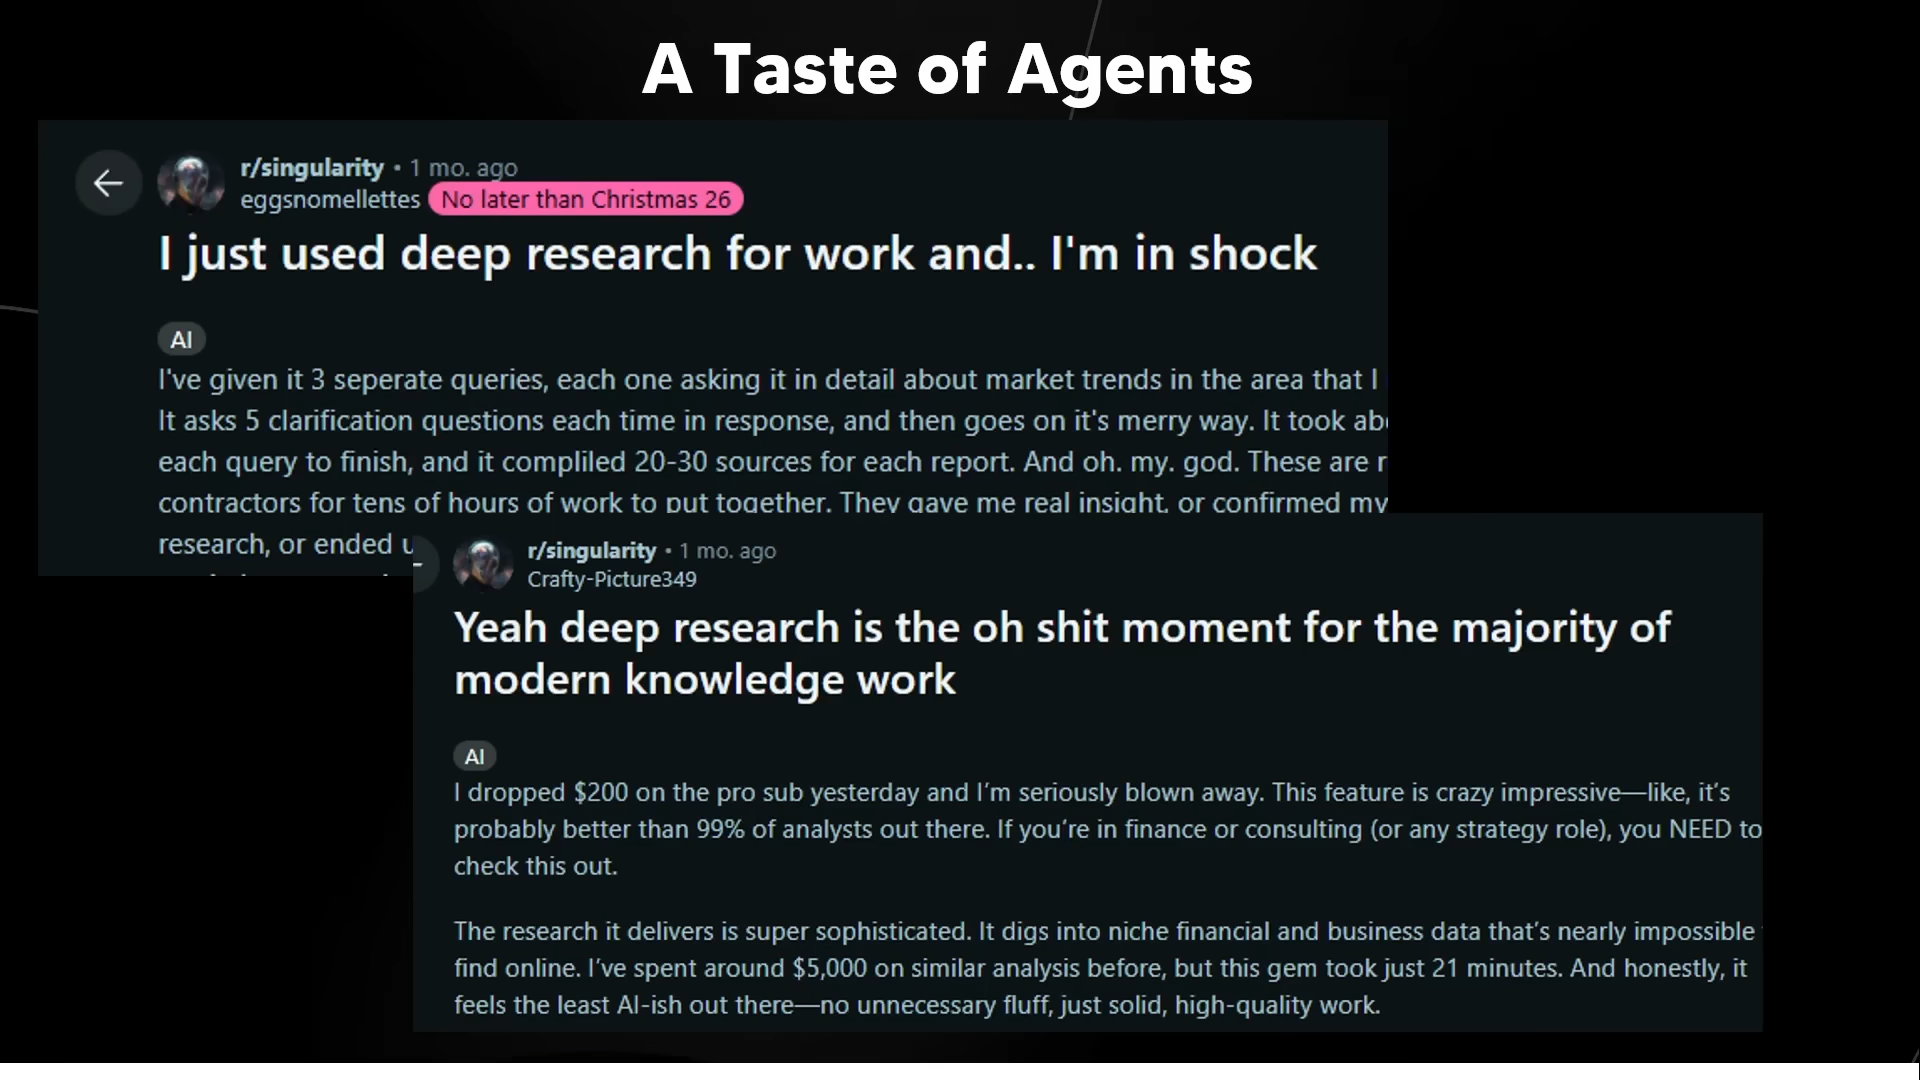 A Taste of Agents
r/singularity • 1 mo. ago
eggsnomellettes No later than Christmas 26
I just used deep research for work and.. I'm in shock
AI
I've given it 3 seperate queries, each one asking it in detail about market trends in the area that I
It asks 5 clarification questions each time in response, and then goes on it's merry way. It took
each query to finish, and it compliled 20-30 sources for each report. And oh. my. god. These are
contractors for tens of hours of work to put together. They gave me real insight, or confirmed my
research, or ended
r/singularity • 1 mo. ago
Crafty-Picture349
Yeah deep research is the oh shit moment for the majority of
modern knowledge work
AI
I dropped $200 on the pro sub yesterday and I’m seriously blown away. This feature is crazy impressive—like, it’s
probably better than 99% of analysts out there. If you’re in finance or consulting (or any strategy role), you NEED to
check this out.
The research it delivers is super sophisticated. It digs into niche financial and business data that’s nearly impossible
find online. I’ve spent around $5,000 on similar analysis before, but this gem took just 21 minutes. And honestly, it
feels the least AI-ish out there—no unnecessary fluff, just solid, high-quality work.